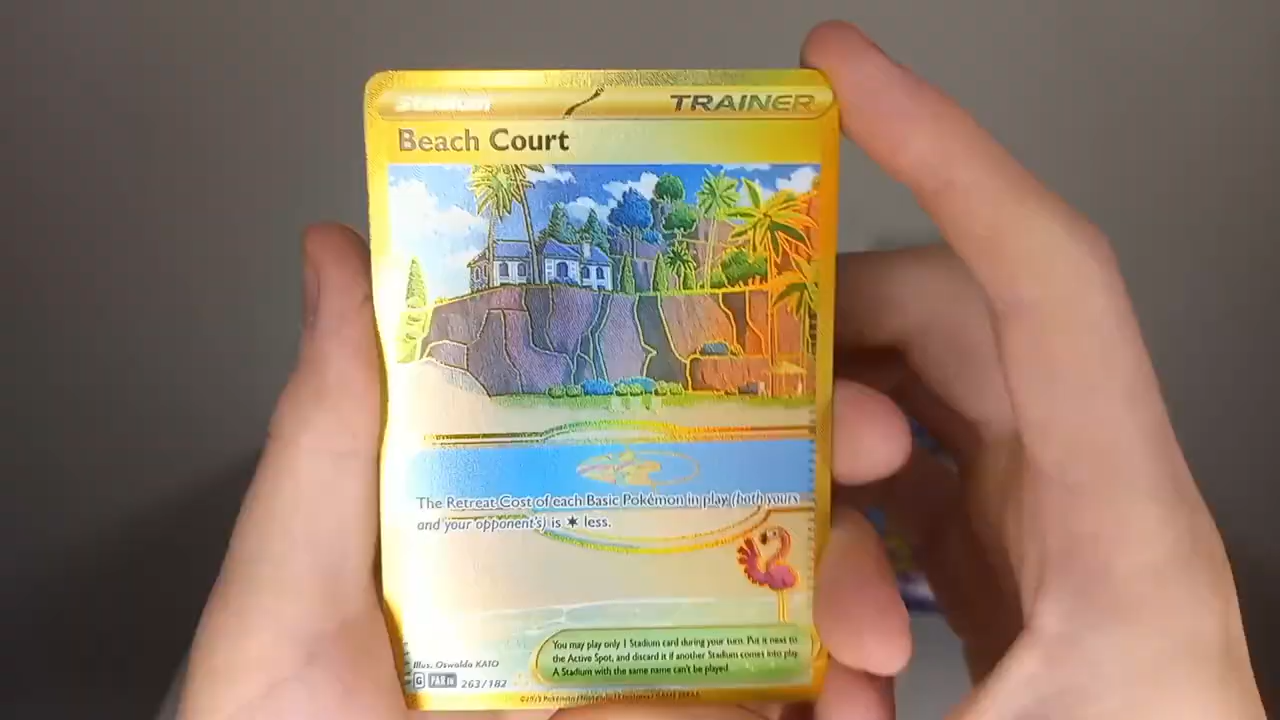 Stadium
TRAINER
Beach Court
The Retreat Cost of each Basic Pokémon in play (both yours
and your opponent's) is less.
You may play only 1 Stadium card during your turn. Put it next to
the Active Spot, and discard it if another Stadium comes into play.
A Stadium with the same name can't be played.
Illus. Oswaldo KATO
G PAR EN 263/182